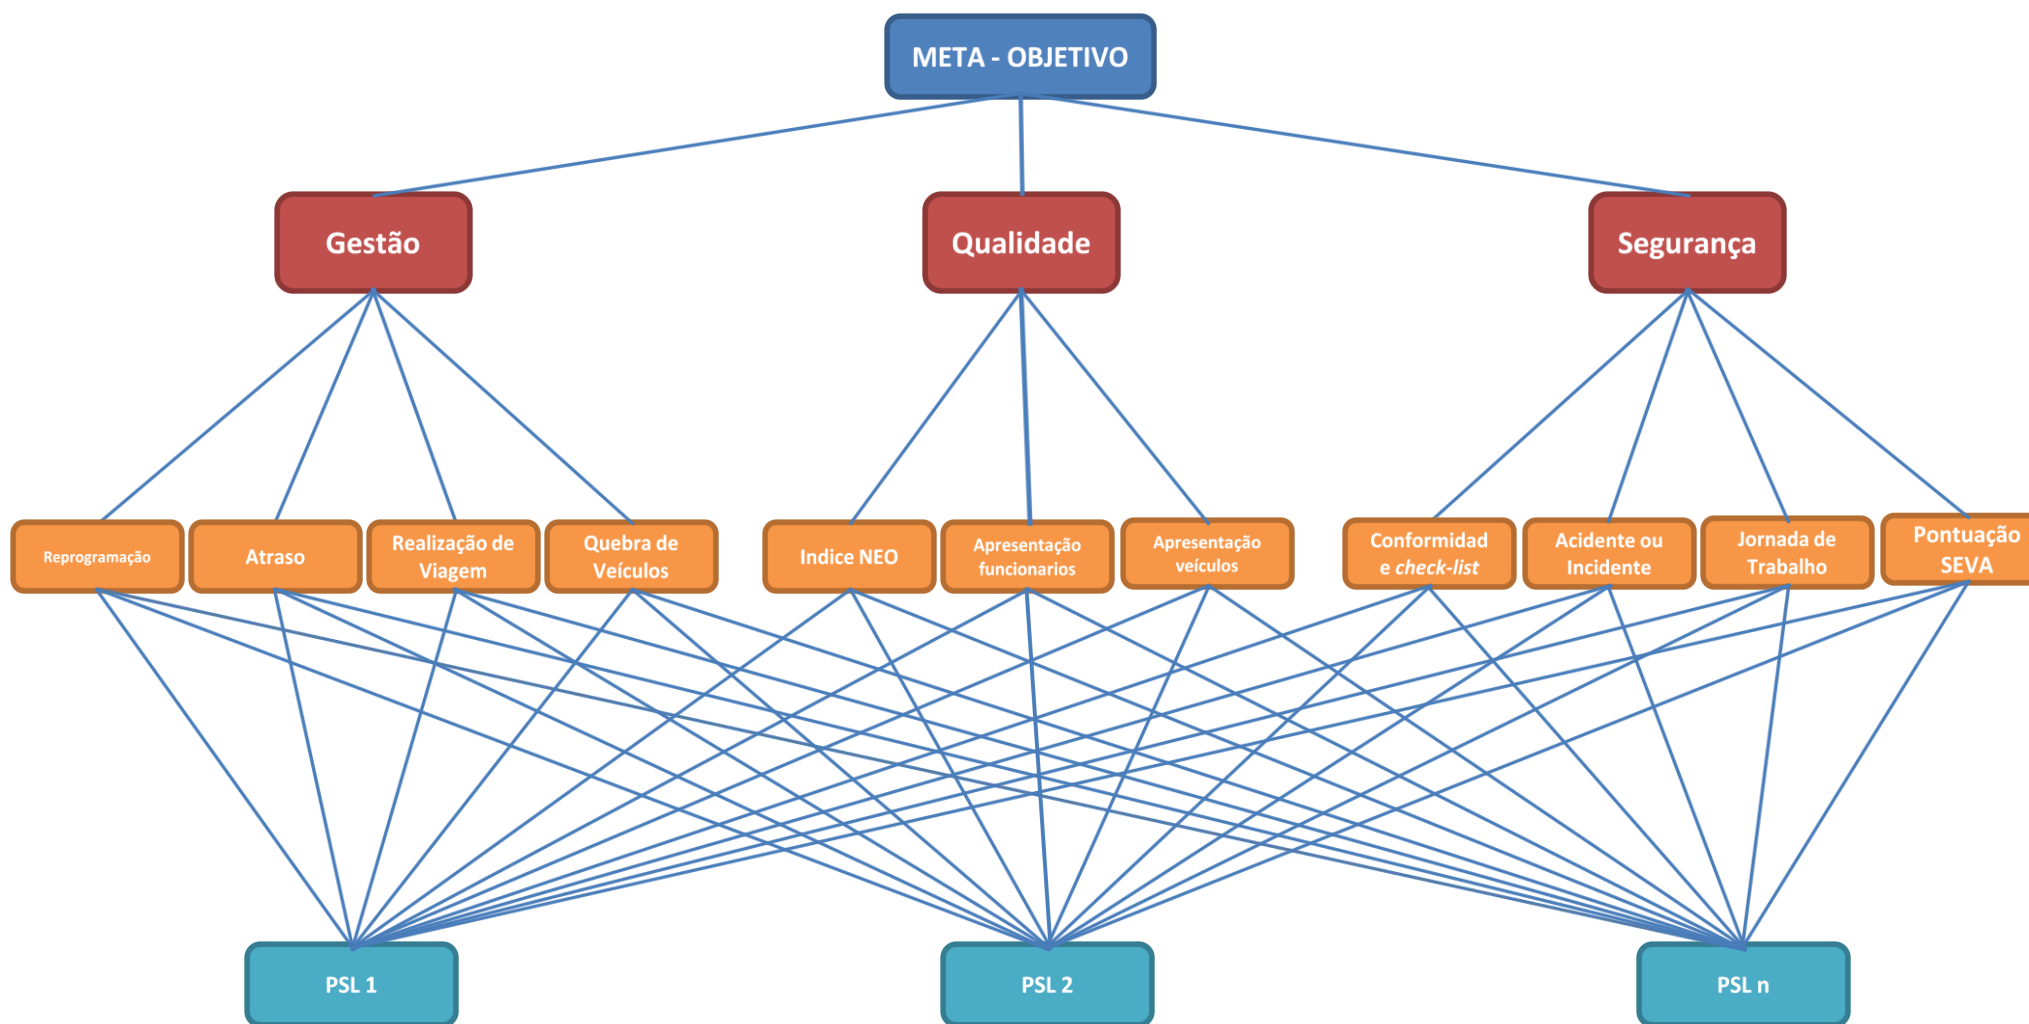 META - OBJETIVO
Gestão
Qualidade
Segurança
Reprogramação
Atraso
Realização de
Viagem
Quebra de
Veículos
Indice NEO
Apresentação
funcionarios
Apresentação
veículos
Conformidad
e check-list
Acidente ou
Incidente
Jornada de
Trabalho
Pontuação
SEVA
PSL 1
PSL 2
PSL n